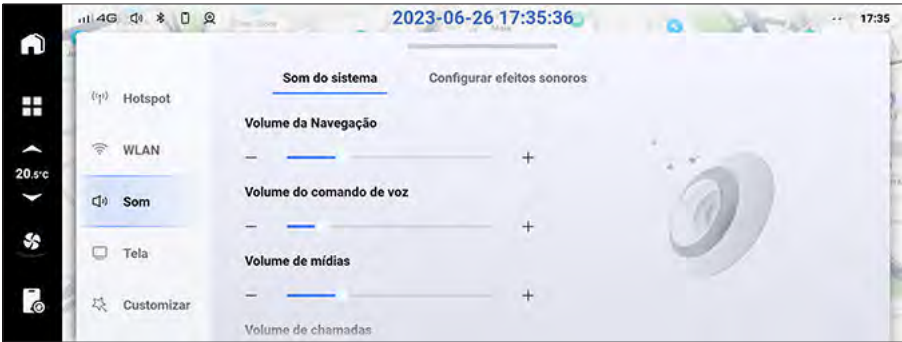 4G
2023-06-26 17:35:36
17:35
20.5°C
Hotspot
WLAN
Som
Tela
Customizar
Som do sistema
Configurar efeitos sonoros
Volume da Navegação
Volume do comando de voz
Volume de mídias
Volume de chamadas